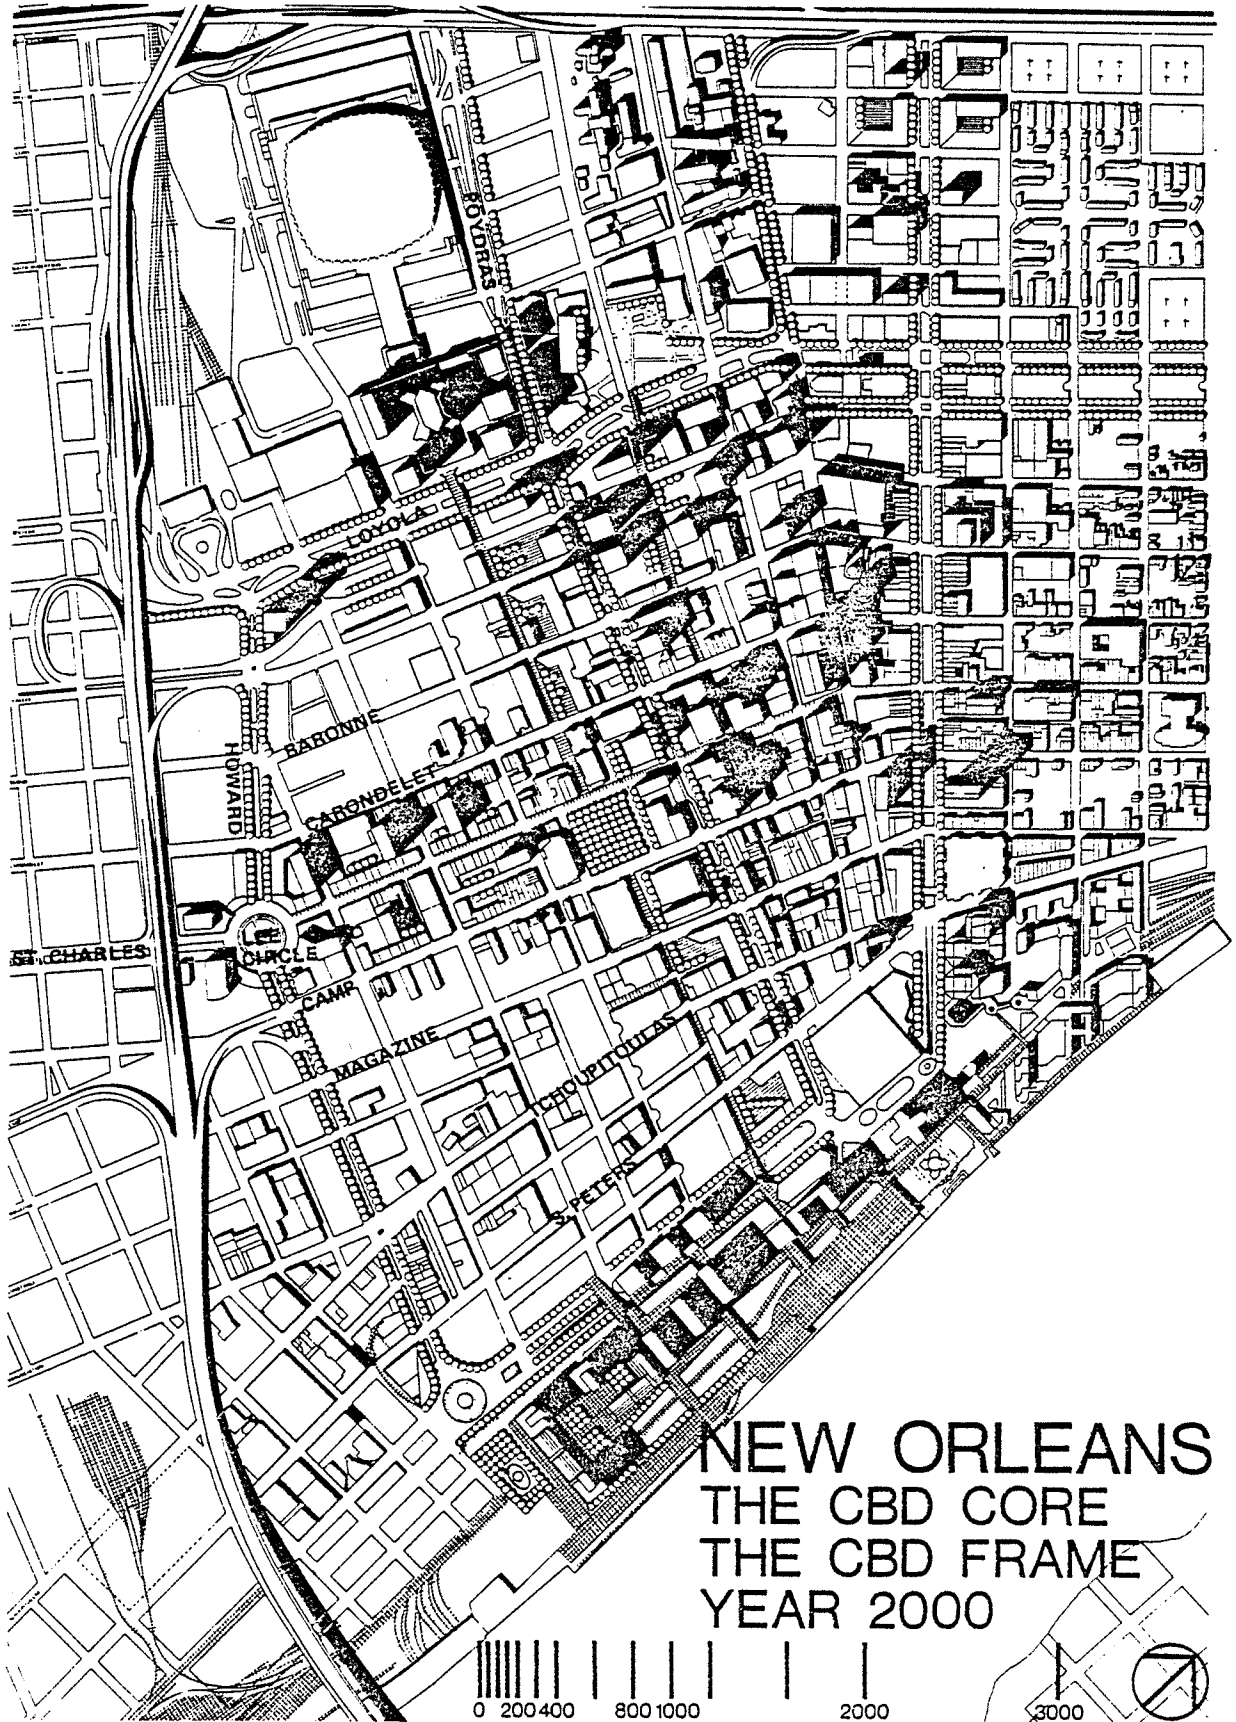 POYDRAS
LOYOLA
BARONNE
HOWARD
CARONDELET
LEE
CIRCLE
ST. CHARLES
CAMP
MAGAZINE
TCHOUPITOULAS
S. PETERS
NEW ORLEANS
THE CBD CORE
THE CBD FRAME
YEAR 2000
0 200 400 800 1000 2000 3000